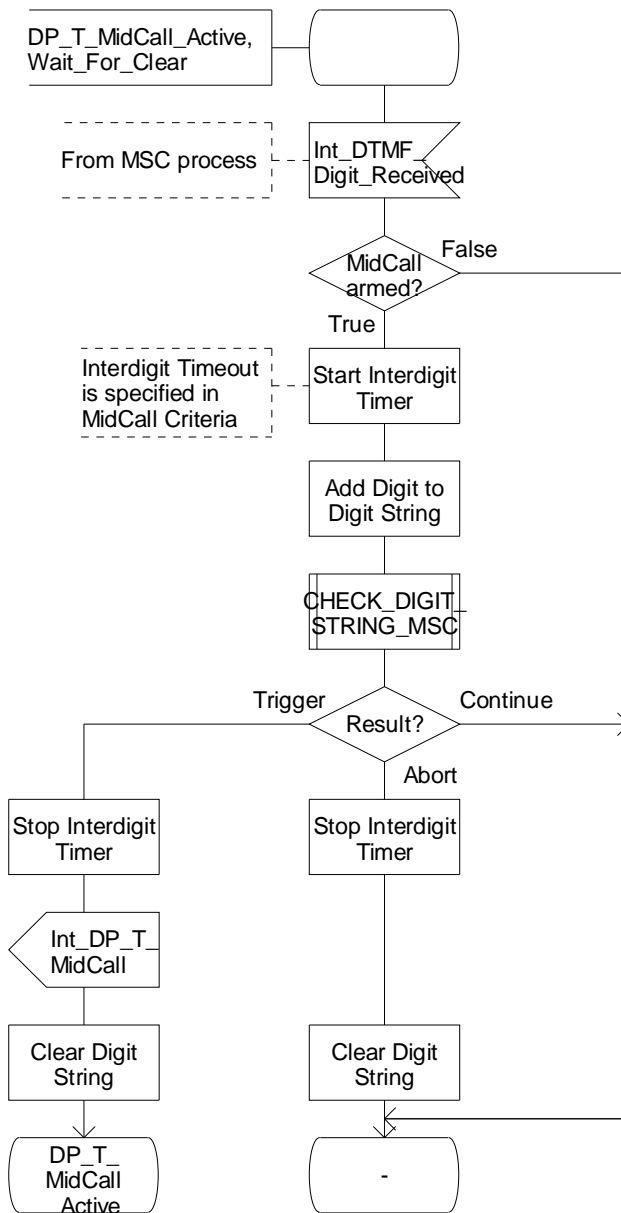 DP_T_MidCall_Active,
Wait_For_Clear
From MSC process
Int_DTMF_
Digit_Received
MidCall
armed?
False
True
Interdigit Timeout
is specified in
MidCall Criteria
Start Interdigit
Timer
Add Digit to
Digit String
CHECK_DIGIT_
STRING_MSC
Trigger
Result?
Continue
Abort
Stop Interdigit
Timer
Stop Interdigit
Timer
Int_DP_T_
MidCall
Clear Digit
String
Clear Digit
String
DP_T_
MidCall
_Active
-